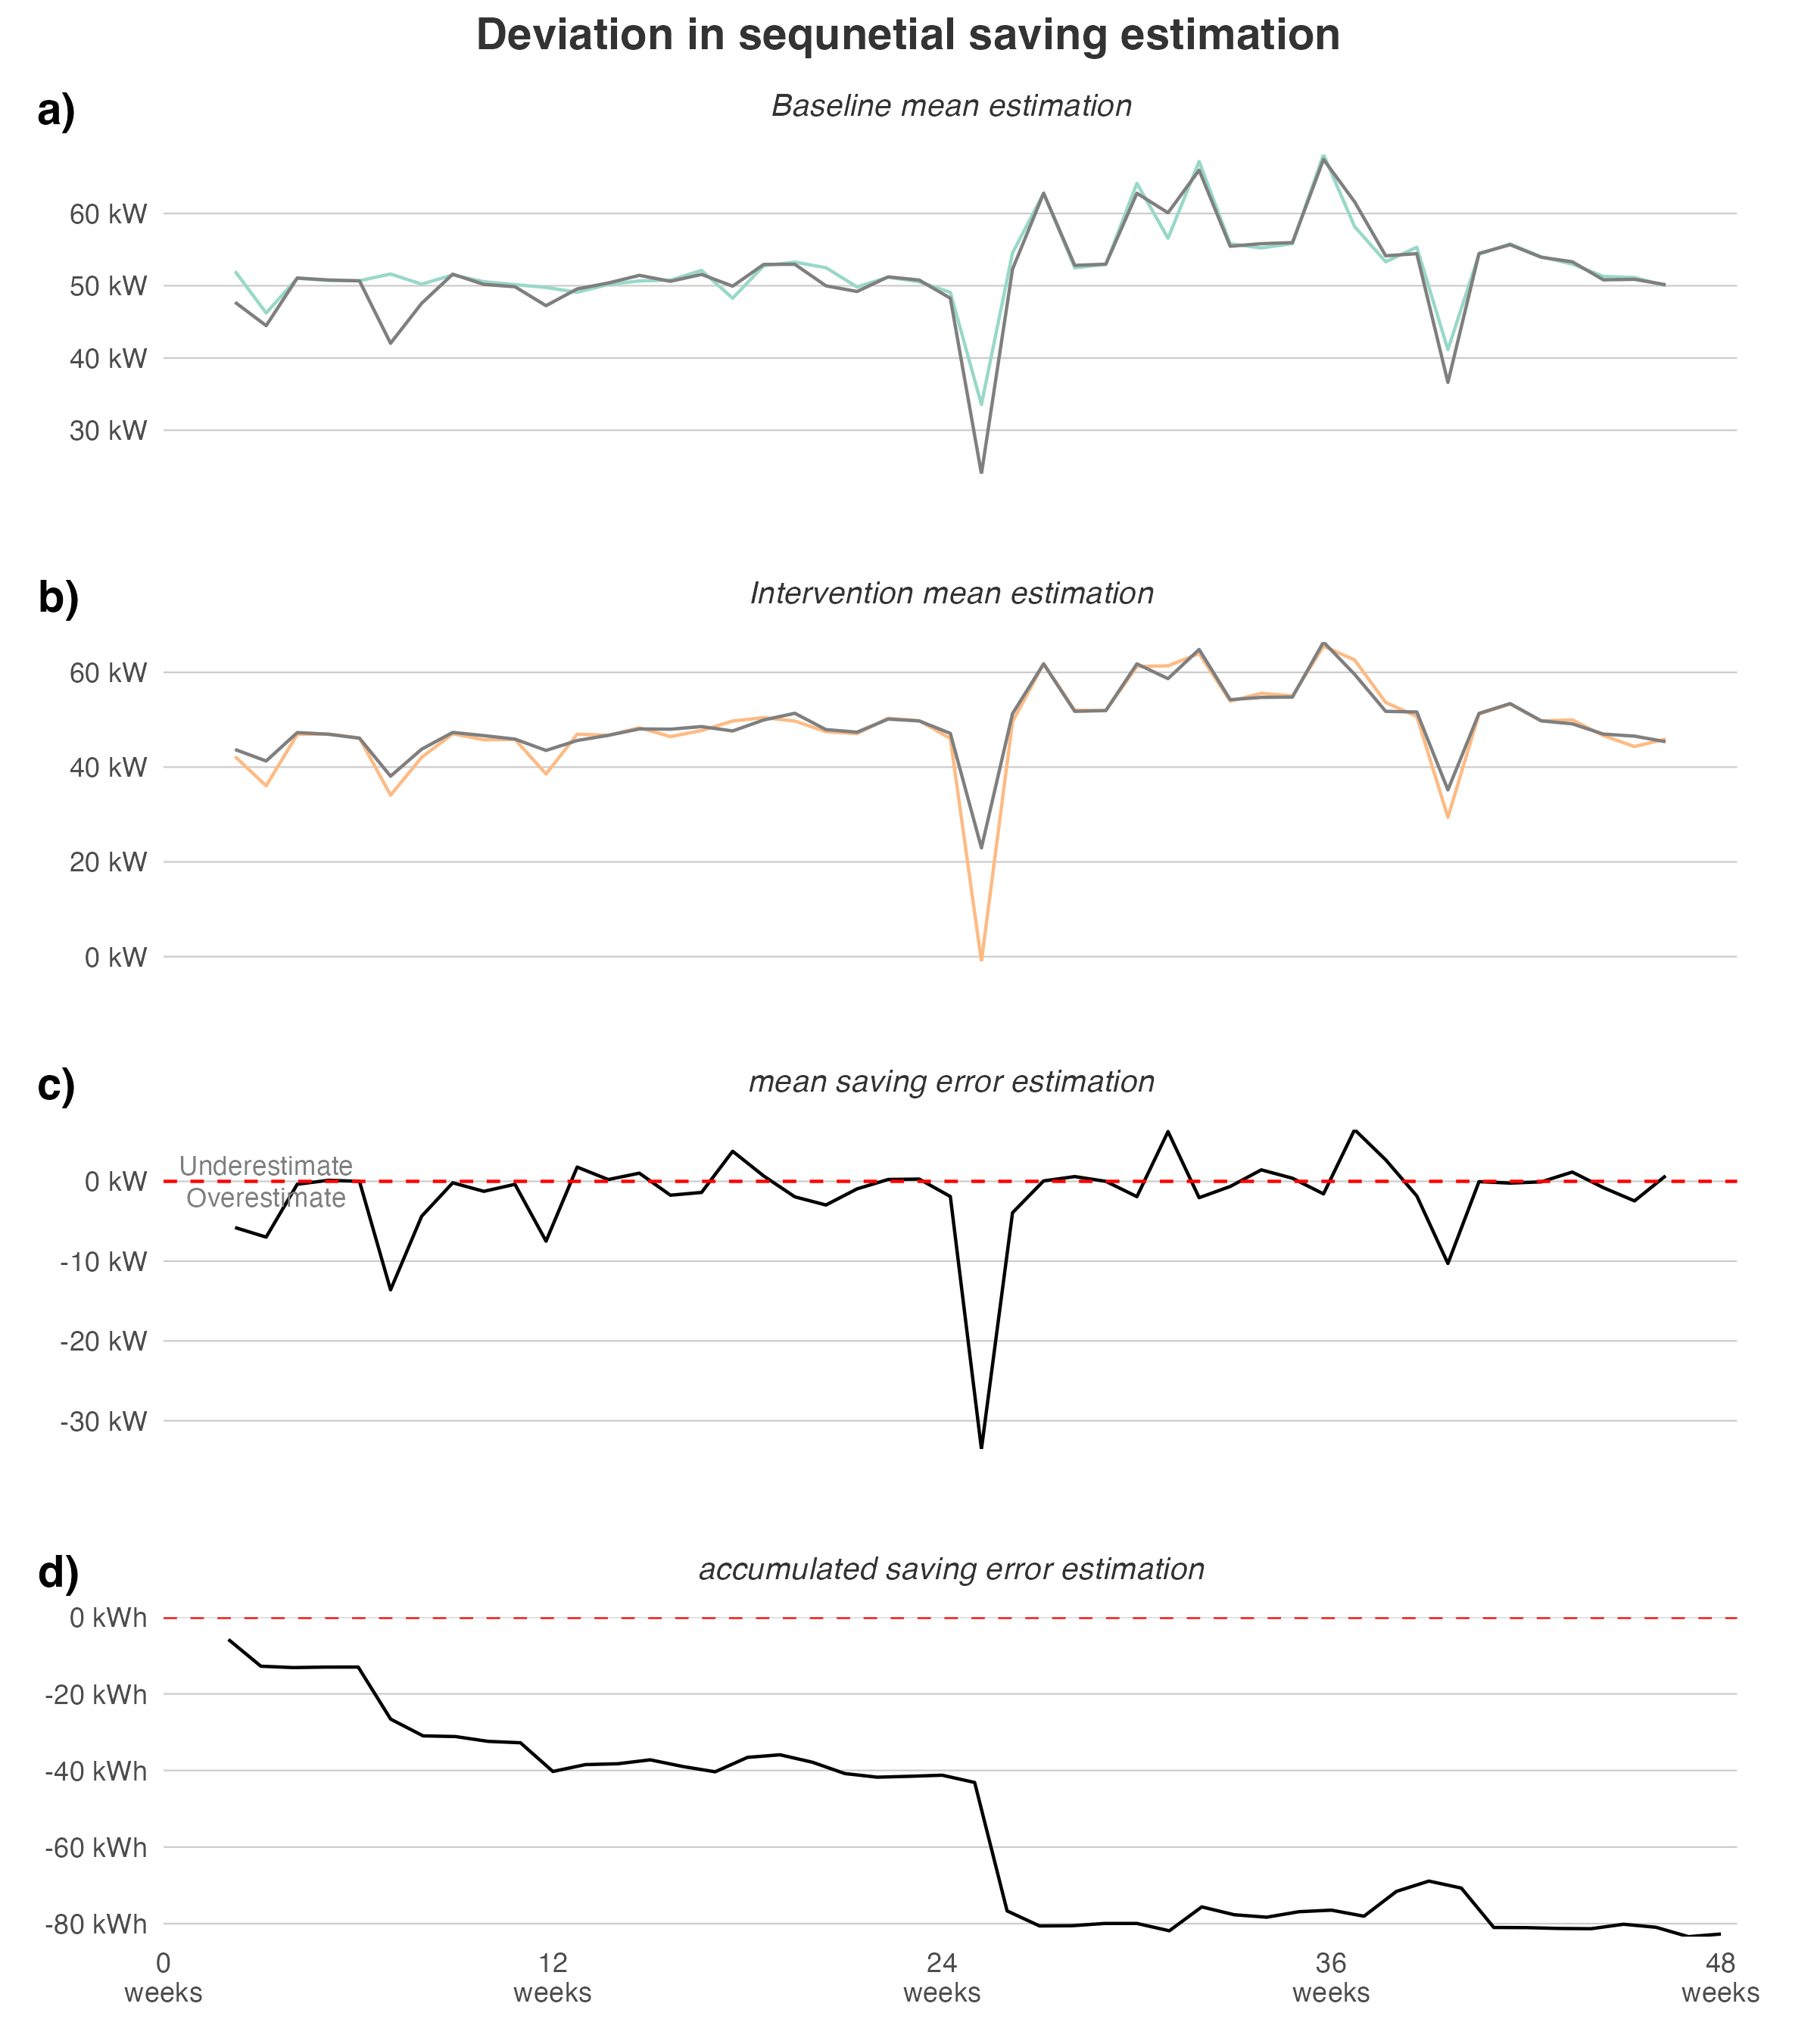 Deviation in sequnetial saving estimation
a)
Baseline mean estimation
60 kW
50 kW
40 kW
30 kW
b)
Intervention mean estimation
60 kW
40 kW
20 kW
0 kW
c)
mean saving error estimation
Underestimate
0 kW
Overestimate
-10 kW
-20 kW
-30 kW
d)
accumulated saving error estimation
0 kWh
-20 kWh
-40 kWh
-60 kWh
-80 kWh
0 12 24 36 48
weeks weeks weeks weeks weeks